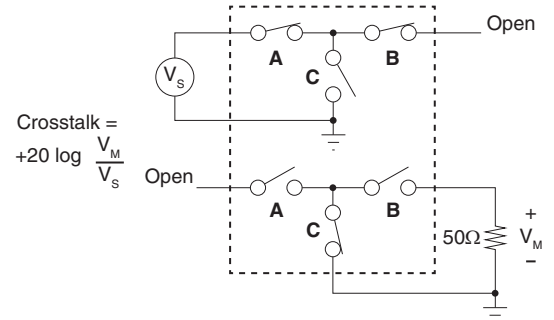 Open
A
B
V_S
C
Crosstalk =
+20 log V_M
V_S
Open
A
B
C
50Ω
+
V_M
–